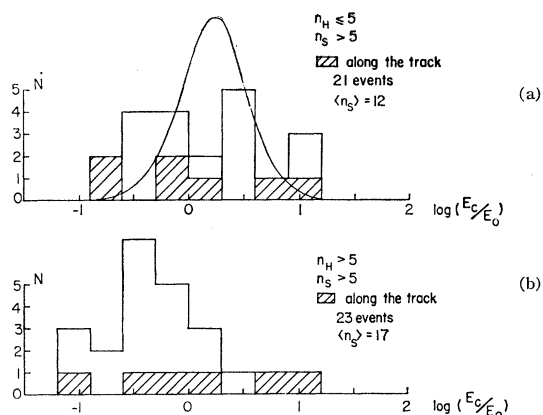 n_H ≤ 5
n_S > 5
along the track
21 events
⟨n_S⟩ = 12
(a)
N
5
4
3
2
1
0
-1 0 1 2
log (E_C/E_0)
n_H > 5
n_S > 5
along the track
23 events
⟨n_S⟩ = 17
(b)
N
5
4
3
2
1
0
-1 0 1 2
log (E_C/E_0)